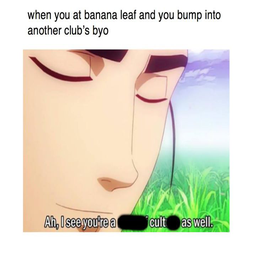 when you at banana leaf and you bump into
another club's byo
Ah, I see you're a cult as well.